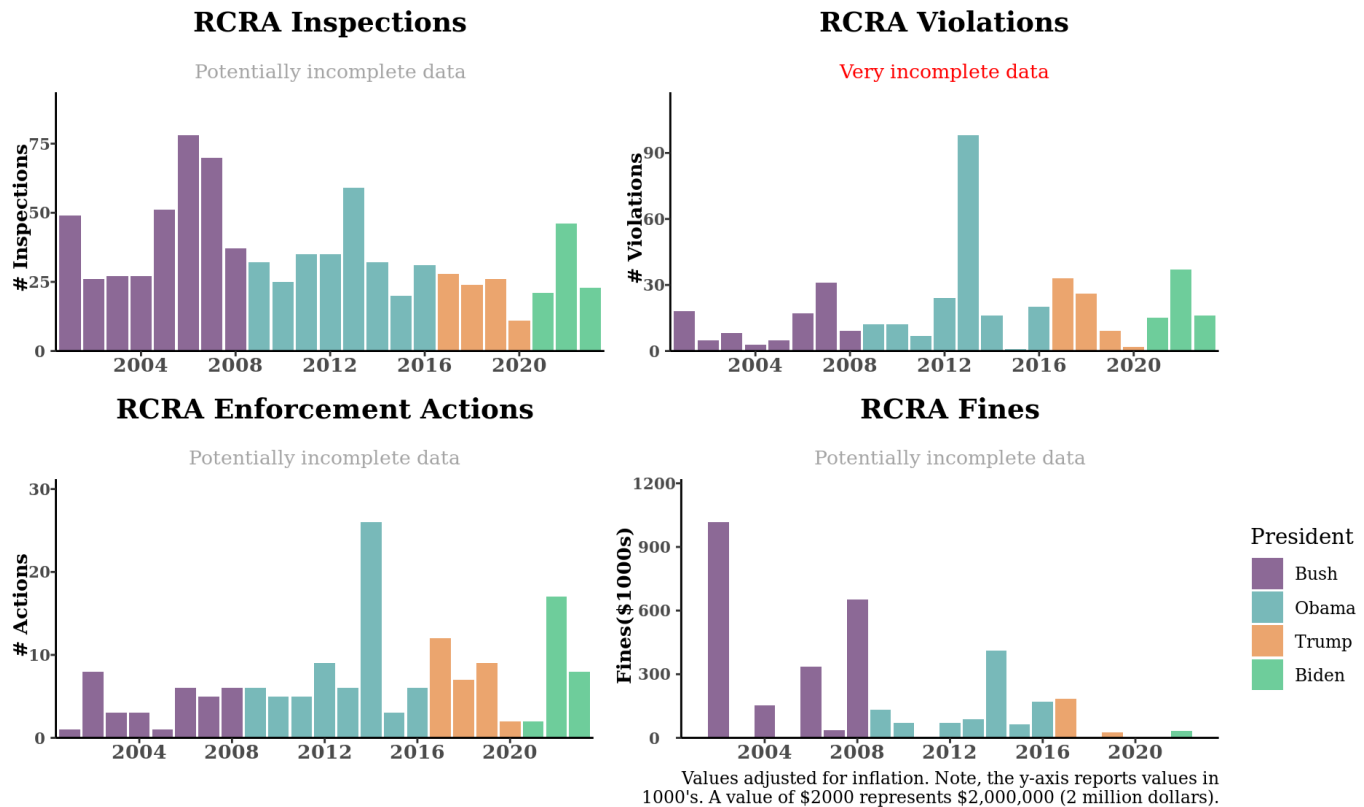 RCRA Inspections
Potentially incomplete data
# Inspections
75
50
25
0
2004
2008
2012
2016
2020
RCRA Violations
Very incomplete data
# Violations
90
60
30
0
2004
2008
2012
2016
2020
RCRA Enforcement Actions
Potentially incomplete data
# Actions
30
20
10
0
2004
2008
2012
2016
2020
RCRA Fines
Potentially incomplete data
Fines($1000s)
1200
900
600
300
0
2004
2008
2012
2016
2020
President
Bush
Obama
Trump
Biden
Values adjusted for inflation. Note, the y-axis reports values in
1000's. A value of $2000 represents $2,000,000 (2 million dollars).